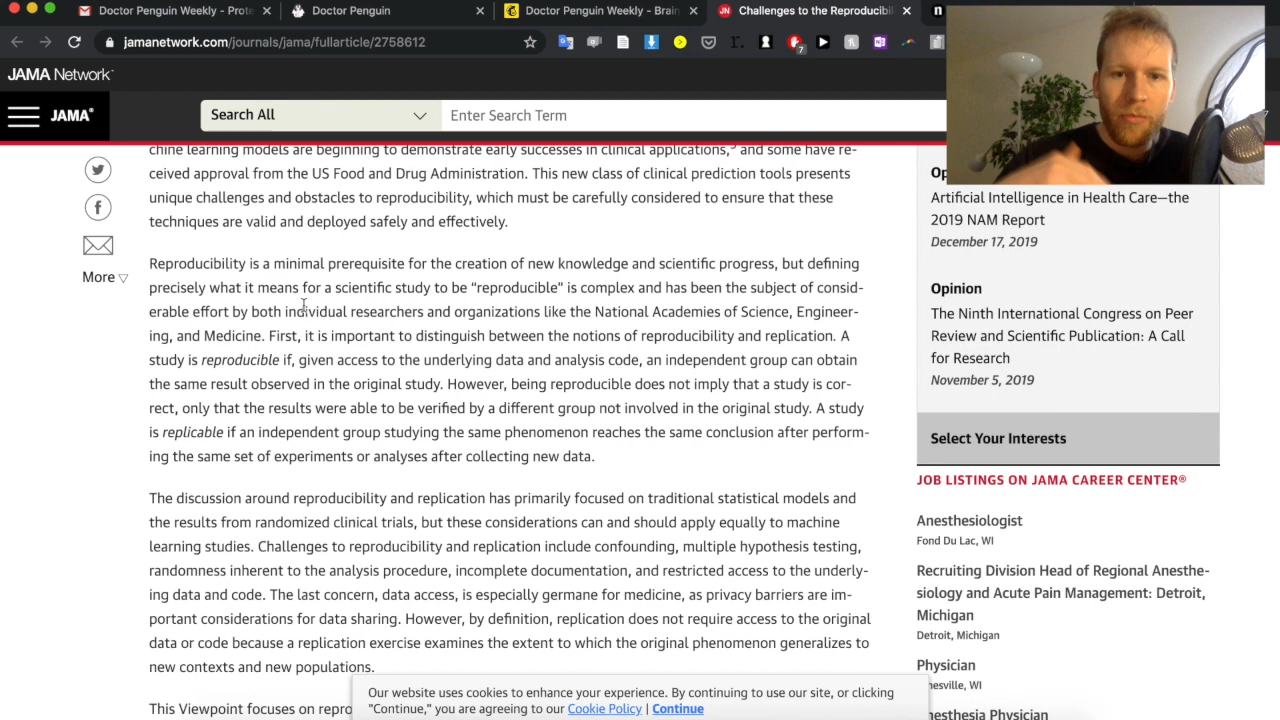 Doctor Penguin Weekly - Prote
Doctor Penguin
Doctor Penguin Weekly - Brain
JN
Challenges to the Reproducibil
n
jamanetwork.com/journals/jama/fullarticle/2758612
7
JAMA Network
JAMA®
Search All
Enter Search Term
chine learning models are beginning to demonstrate early successes in clinical applications,⁵ and some have re-
ceived approval from the US Food and Drug Administration. This new class of clinical prediction tools presents
unique challenges and obstacles to reproducibility, which must be carefully considered to ensure that these
techniques are valid and deployed safely and effectively.
More
Reproducibility is a minimal prerequisite for the creation of new knowledge and scientific progress, but defining
precisely what it means for a scientific study to be “reproducible” is complex and has been the subject of consid-
erable effort by both individual researchers and organizations like the National Academies of Science, Engineer-
ing, and Medicine. First, it is important to distinguish between the notions of reproducibility and replication. A
study is reproducible if, given access to the underlying data and analysis code, an independent group can obtain
the same result observed in the original study. However, being reproducible does not imply that a study is cor-
rect, only that the results were able to be verified by a different group not involved in the original study. A study
is replicable if an independent group studying the same phenomenon reaches the same conclusion after perform-
ing the same set of experiments or analyses after collecting new data.
The discussion around reproducibility and replication has primarily focused on traditional statistical models and
the results from randomized clinical trials, but these considerations can and should apply equally to machine
learning studies. Challenges to reproducibility and replication include confounding, multiple hypothesis testing,
randomness inherent to the analysis procedure, incomplete documentation, and restricted access to the underly-
ing data and code. The last concern, data access, is especially germane for medicine, as privacy barriers are im-
portant considerations for data sharing. However, by definition, replication does not require access to the original
data or code because a replication exercise examines the extent to which the original phenomenon generalizes to
new contexts and new populations.
This Viewpoint focuses on repro
Op
Artificial Intelligence in Health Care—the
2019 NAM Report
December 17, 2019
Opinion
The Ninth International Congress on Peer
Review and Scientific Publication: A Call
for Research
November 5, 2019
Select Your Interests
JOB LISTINGS ON JAMA CAREER CENTER®
Anesthesiologist
Fond Du Lac, WI
Recruiting Division Head of Regional Anesthe-
siology and Acute Pain Management: Detroit,
Michigan
Detroit, Michigan
Physician
nesville, WI
nesthesia Physician
Our website uses cookies to enhance your experience. By continuing to use our site, or clicking
"Continue," you are agreeing to our Cookie Policy | Continue